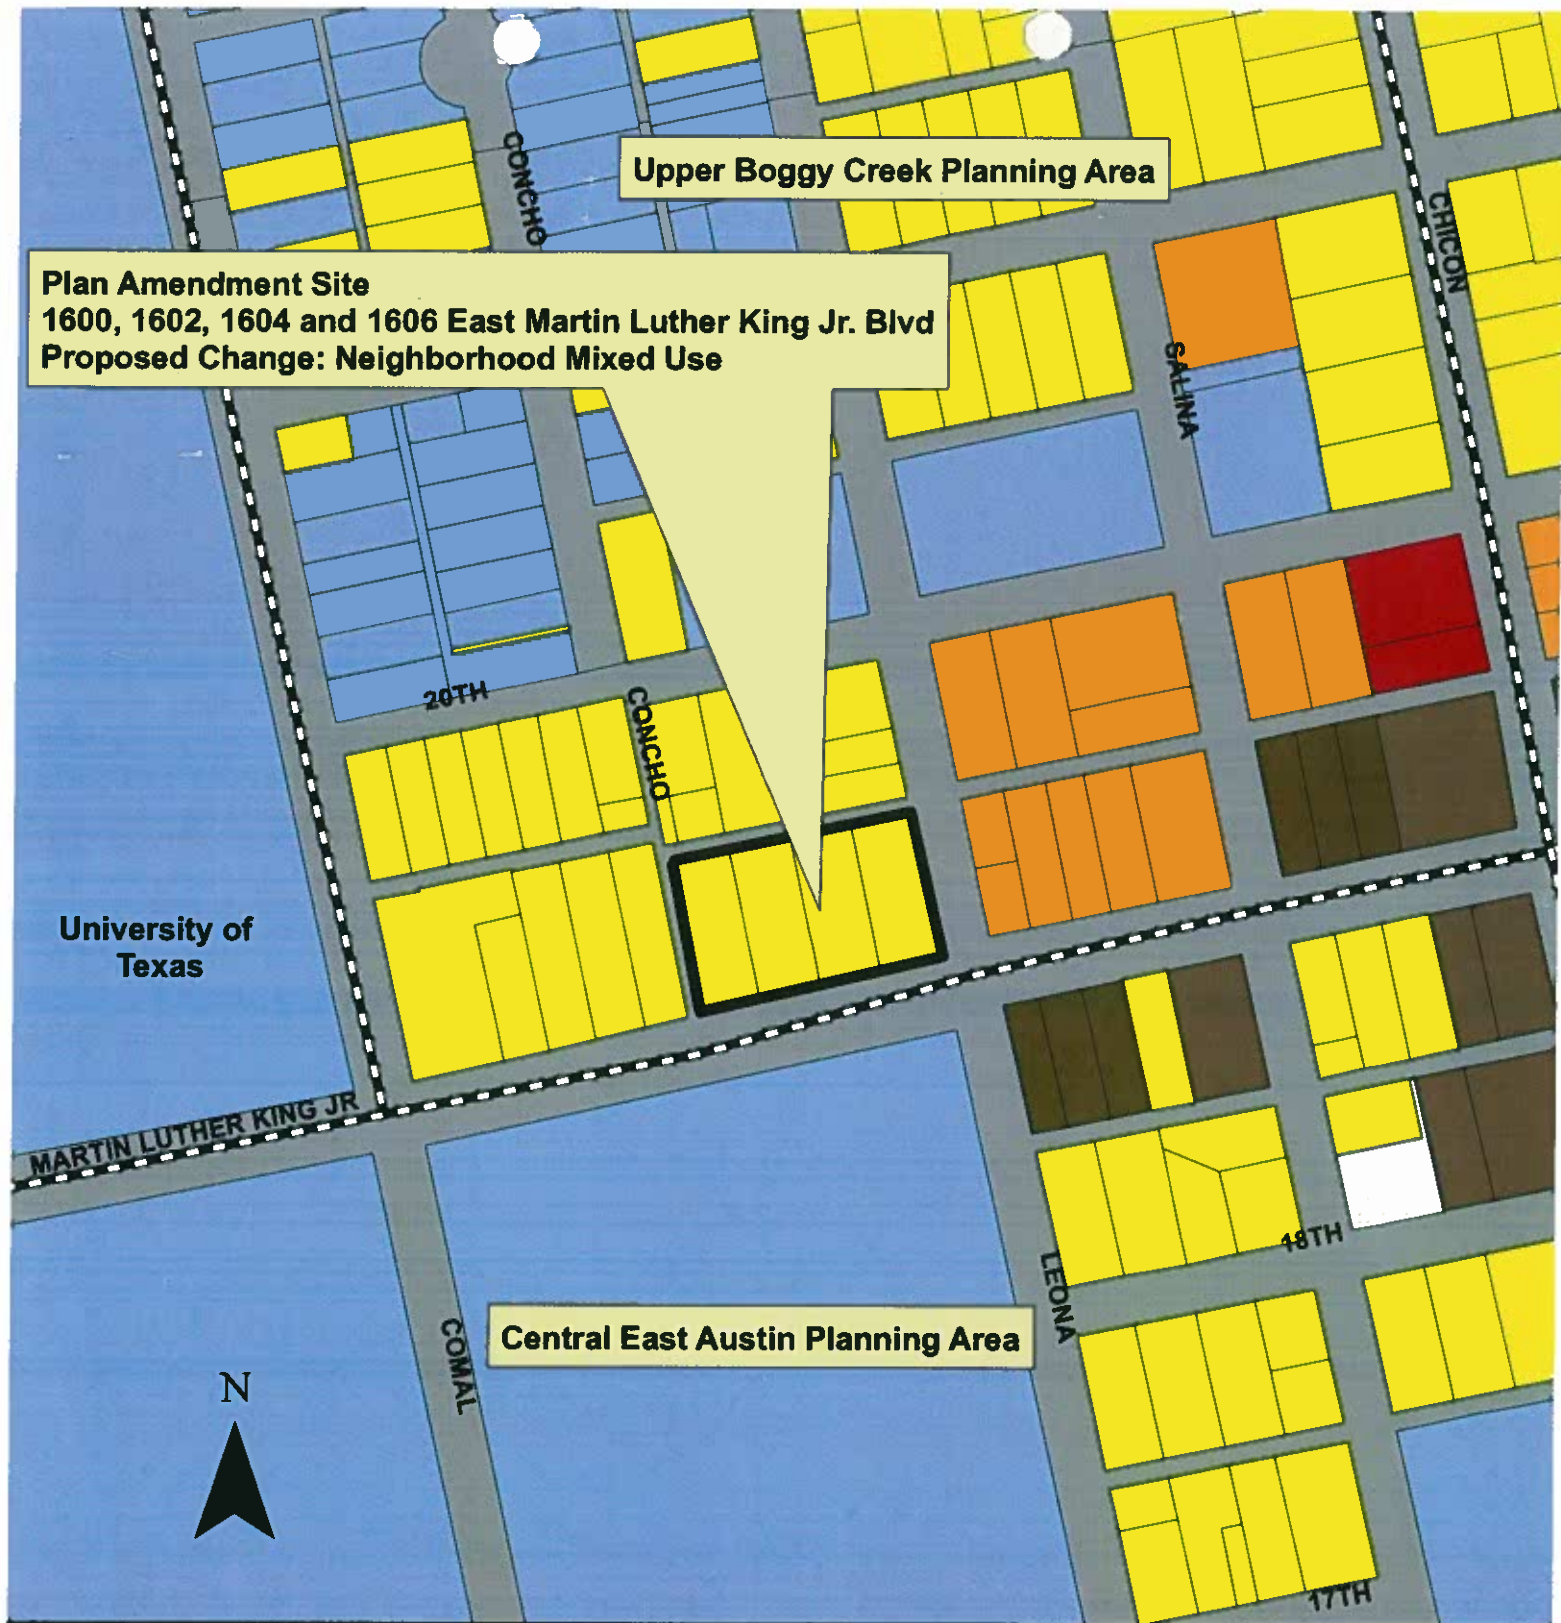 CONCHO
Upper Boggy Creek Planning Area
CHICON
Plan Amendment Site
1600, 1602, 1604 and 1606 East Martin Luther King Jr. Blvd
Proposed Change: Neighborhood Mixed Use
SALINA
20TH
CONCHO
University of
Texas
MARTIN LUTHER KING JR
18TH
LEONA
Central East Austin Planning Area
COMAL
N
17TH